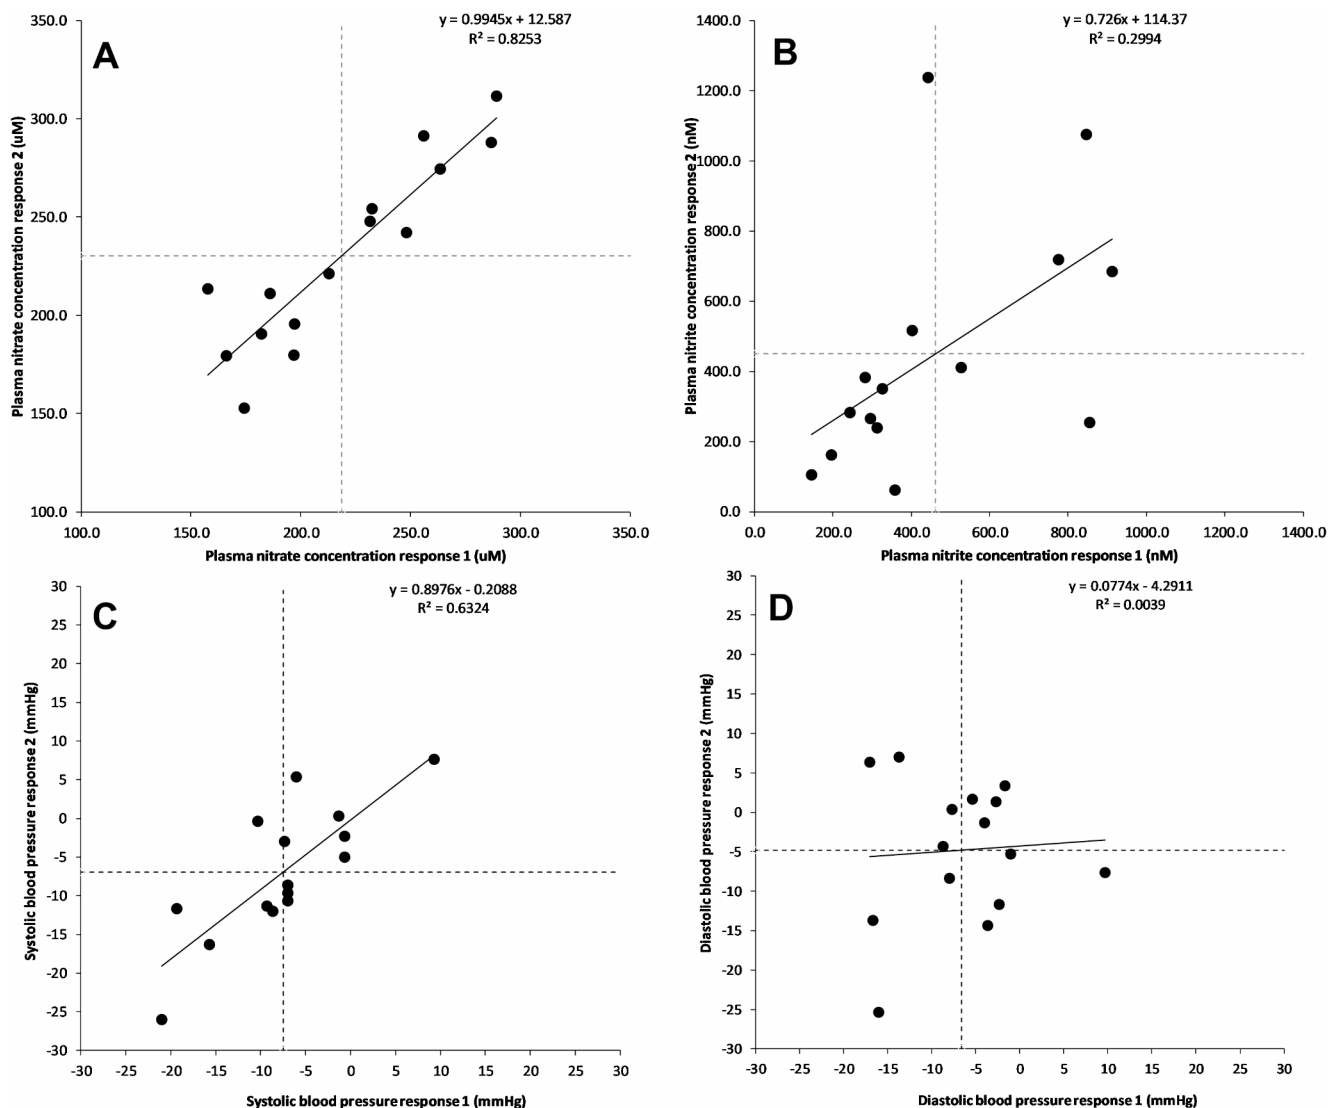 A
y = 0.9945x + 12.587
R² = 0.8253
Plasma nitrate concentration response 2 (uM)
350.0
300.0
250.0
200.0
150.0
100.0
100.0 150.0 200.0 250.0 300.0 350.0
Plasma nitrate concentration response 1 (uM)
B
y = 0.726x + 114.37
R² = 0.2994
Plasma nitrite concentration response 2 (nM)
1400.0
1200.0
1000.0
800.0
600.0
400.0
200.0
0.0
0.0 200.0 400.0 600.0 800.0 1000.0 1200.0 1400.0
Plasma nitrite concentration response 1 (nM)
C
y = 0.8976x - 0.2088
R² = 0.6324
Systolic blood pressure response 2 (mmHg)
30
25
20
15
10
5
0
-5
-10
-15
-20
-25
-30
-30 -25 -20 -15 -10 -5 0 5 10 15 20 25 30
Systolic blood pressure response 1 (mmHg)
D
y = 0.0774x - 4.2911
R² = 0.0039
Diastolic blood pressure response 2 (mmHg)
30
25
20
15
10
5
0
-5
-10
-15
-20
-25
-30
-30 -25 -20 -15 -10 -5 0 5 10 15 20 25 30
Diastolic blood pressure response 1 (mmHg)